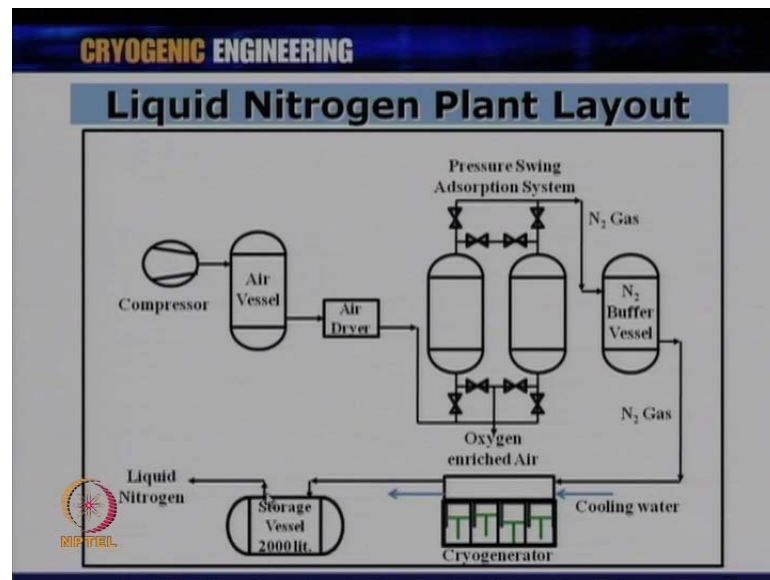 CRYOGENIC ENGINEERING
Liquid Nitrogen Plant Layout
Pressure Swing
Adsorption System
N₂ Gas
Compressor
Air
Vessel
Air
Dryer
N₂
Buffer
Vessel
N₂ Gas
Oxygen
enriched Air
Liquid
Nitrogen
Storage
Vessel
2000 lit.
Cooling water
Cryogenerator
NPTEL